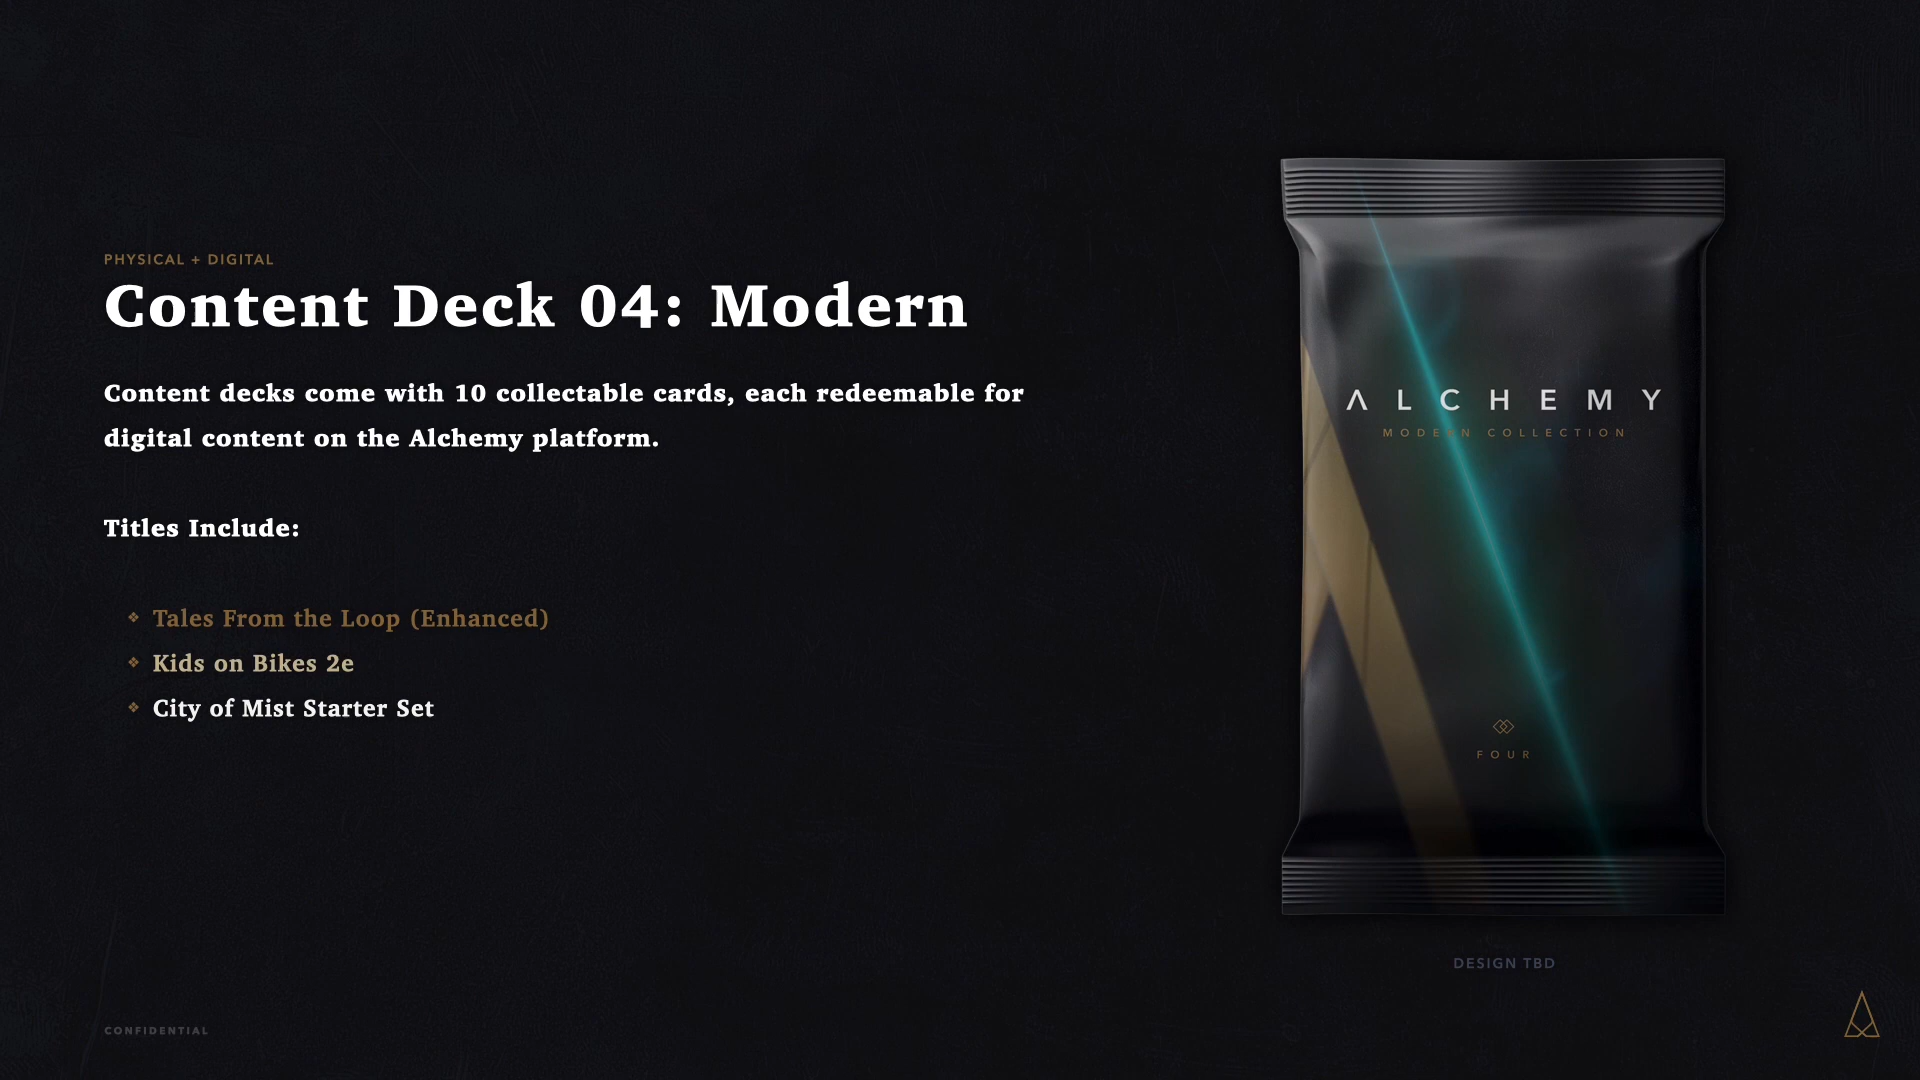 PHYSICAL + DIGITAL
Content Deck 04: Modern
Content decks come with 10 collectable cards, each redeemable for
digital content on the Alchemy platform.
Titles Include:
❖ Tales From the Loop (Enhanced)
❖ Kids on Bikes 2e
❖ City of Mist Starter Set
ALCHEMY
MODERN COLLECTION
FOUR
DESIGN TBD
CONFIDENTIAL